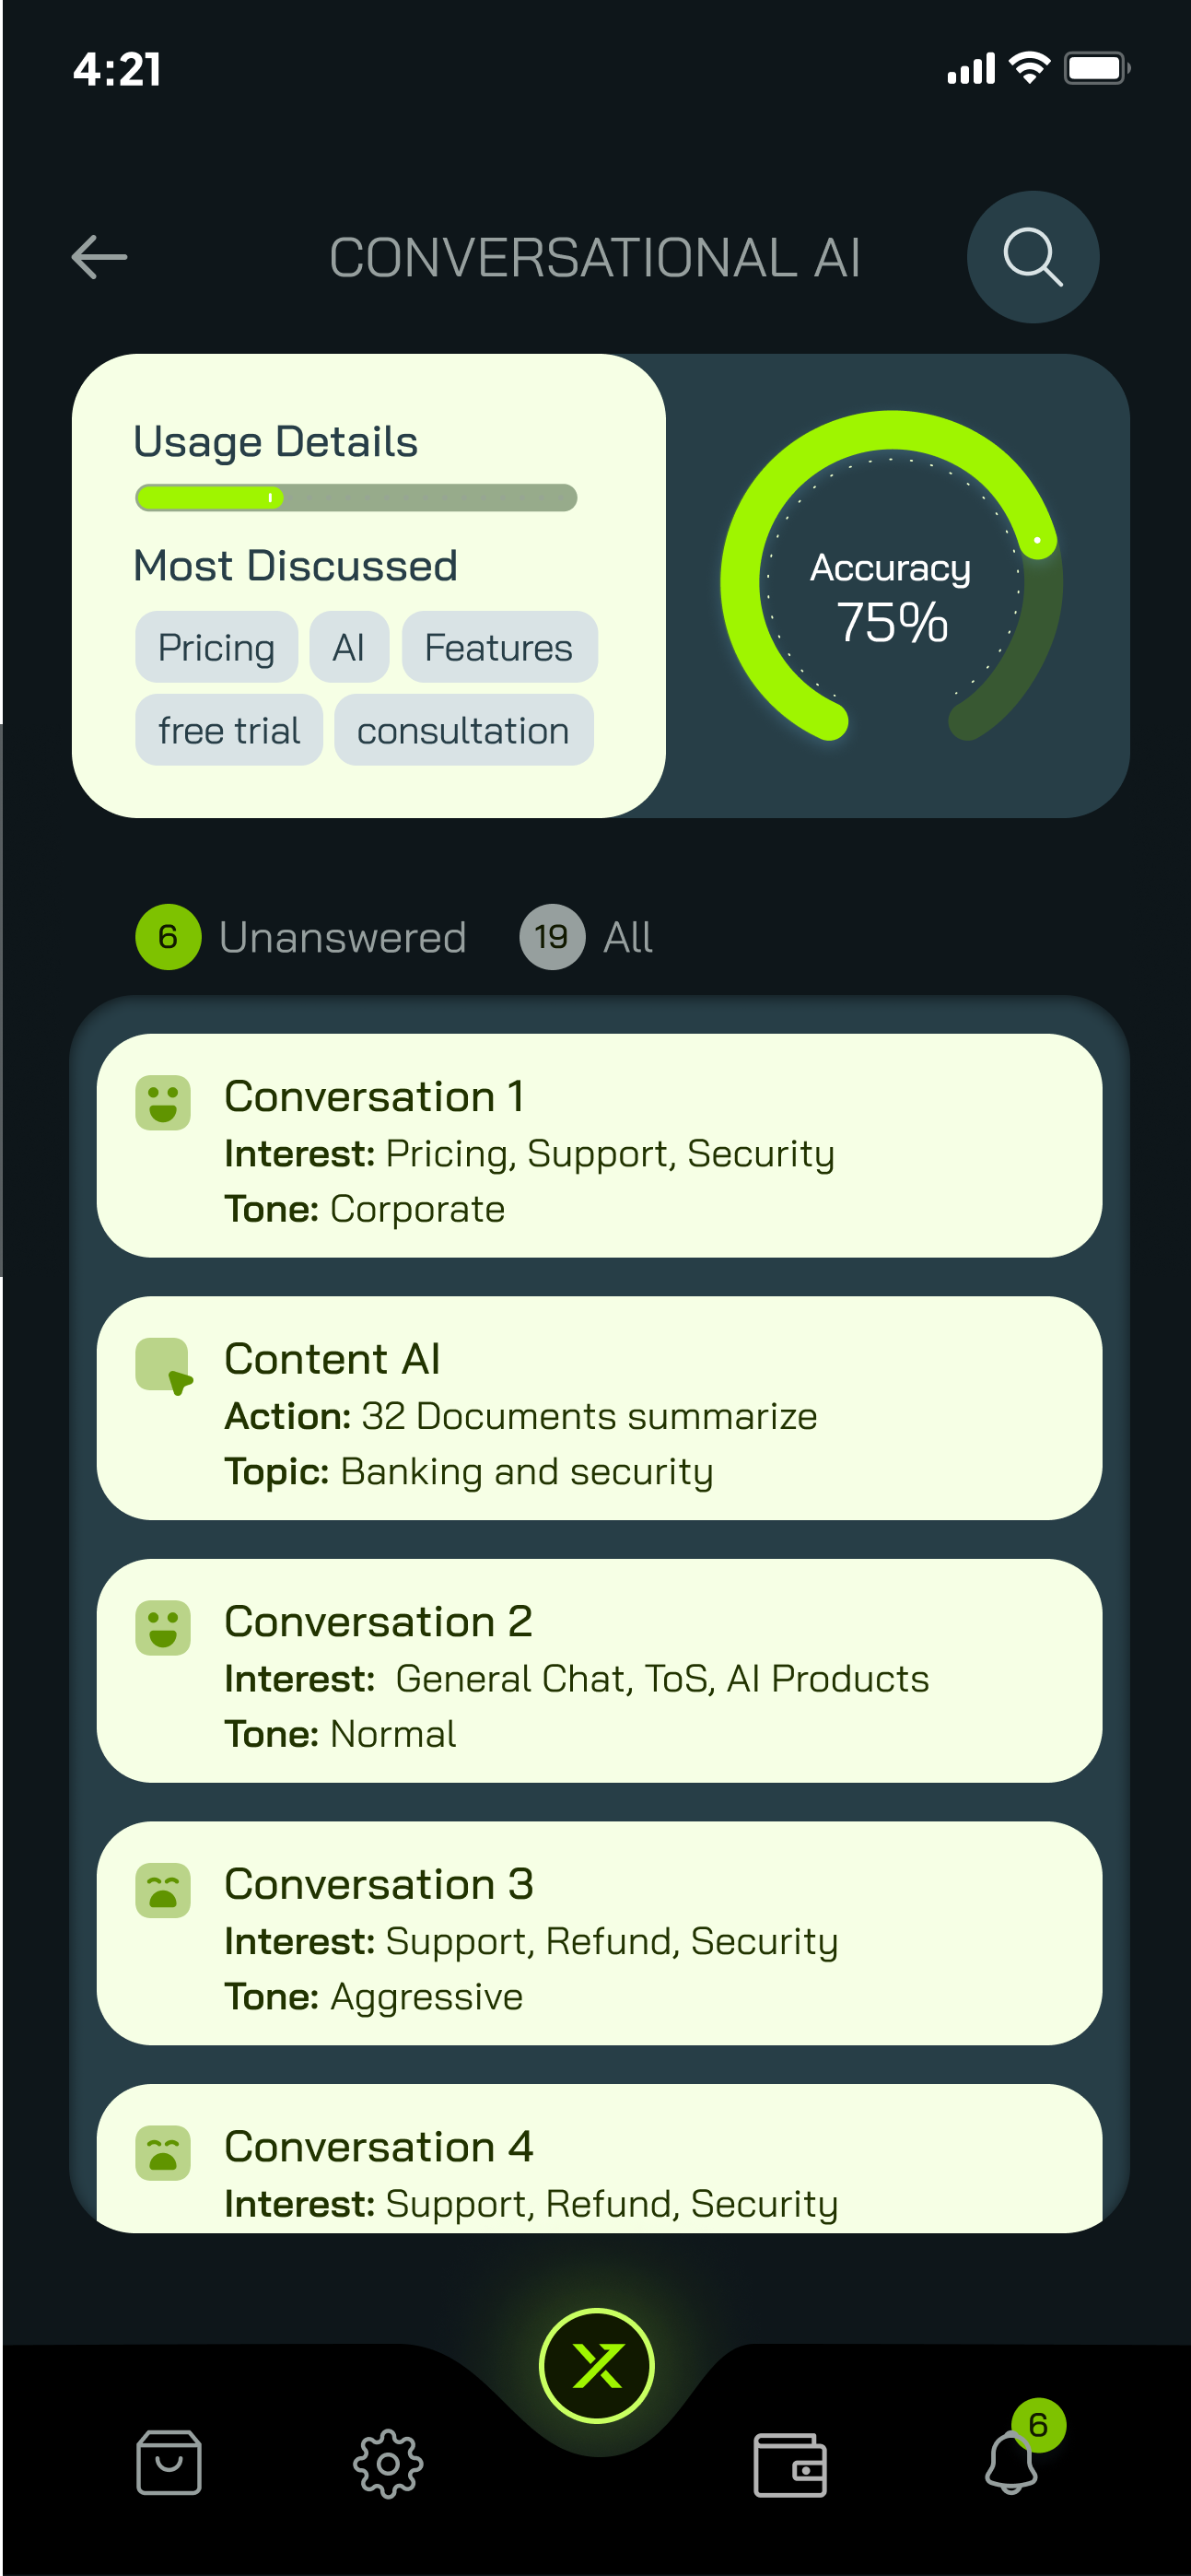 4:21
CONVERSATIONAL AI
Usage Details
Most Discussed
Pricing AI Features
free trial consultation
Accuracy
75%
6 Unanswered 19 All
Conversation 1
Interest: Pricing, Support, Security
Tone: Corporate
Content AI
Action: 32 Documents summarize
Topic: Banking and security
Conversation 2
Interest: General Chat, ToS, AI Products
Tone: Normal
Conversation 3
Interest: Support, Refund, Security
Tone: Aggressive
Conversation 4
Interest: Support, Refund, Security
6